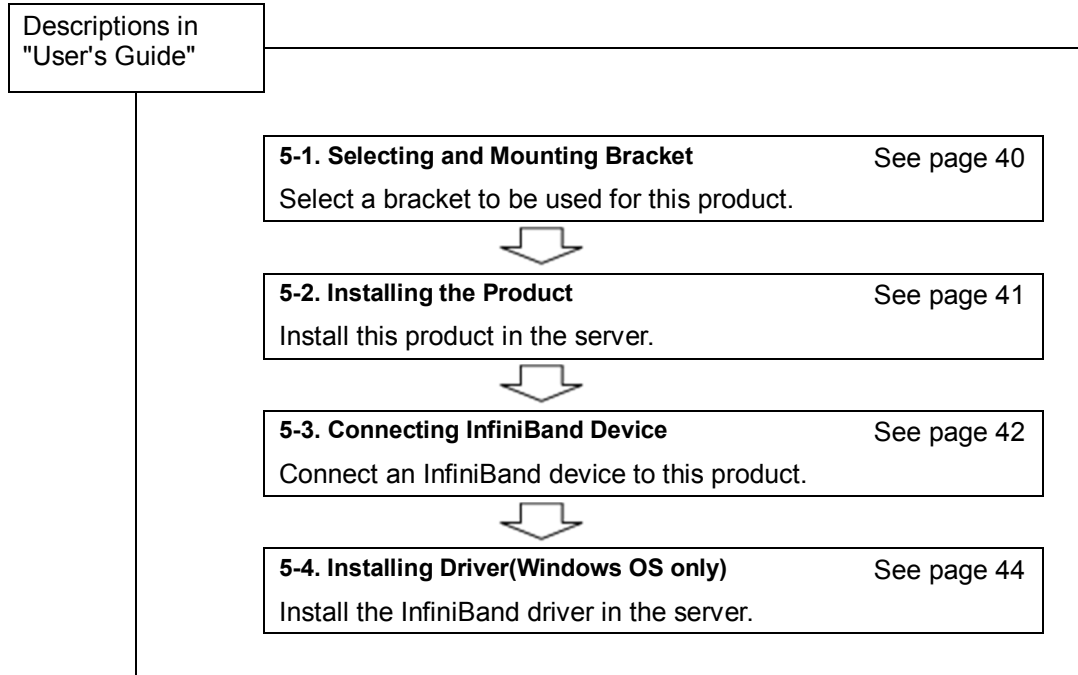 Descriptions in
"User's Guide"
5-1. Selecting and Mounting Bracket See page 40
Select a bracket to be used for this product.
5-2. Installing the Product See page 41
Install this product in the server.
5-3. Connecting InfiniBand Device See page 42
Connect an InfiniBand device to this product.
5-4. Installing Driver(Windows OS only) See page 44
Install the InfiniBand driver in the server.